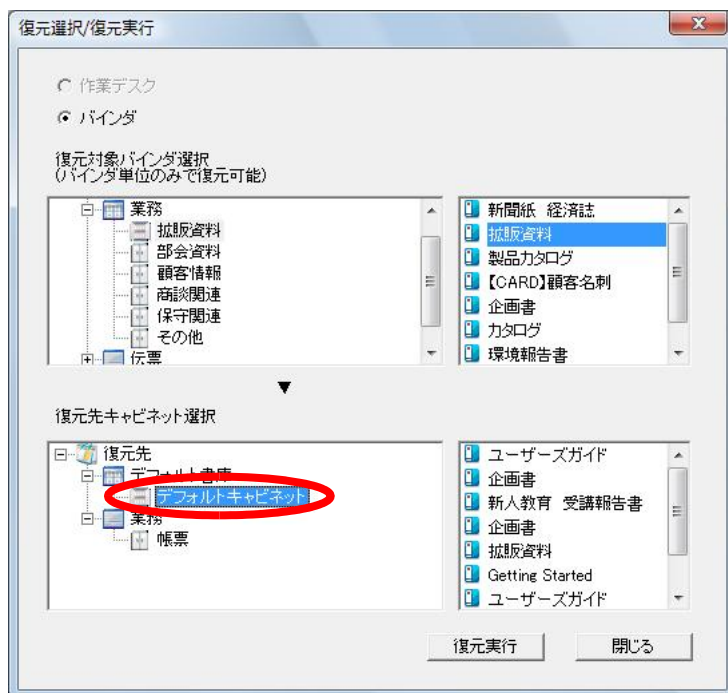 復元選択/復元実行
作業デスク
バインダ
復元対象バインダ選択
(バインダ単位のみで復元可能)
業務
拡販資料
部会資料
顧客情報
商談関連
保守関連
その他
伝票
新聞紙 経済誌
拡販資料
製品カタログ
【CARD】顧客名刺
企画書
カタログ
環境報告書
▼
復元先キャビネット選択
復元先
デフォルト書庫
デフォルトキャビネット
業務
帳票
ユーザーズガイド
企画書
新人教育 受講報告書
企画書
拡販資料
Getting Started
ユーザーズガイド
復元実行
閉じる